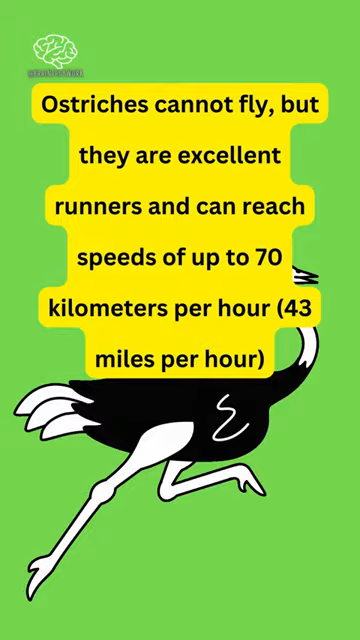 Ostriches cannot fly, but
they are excellent
runners and can reach
speeds of up to 70
kilometers per hour (43
miles per hour)